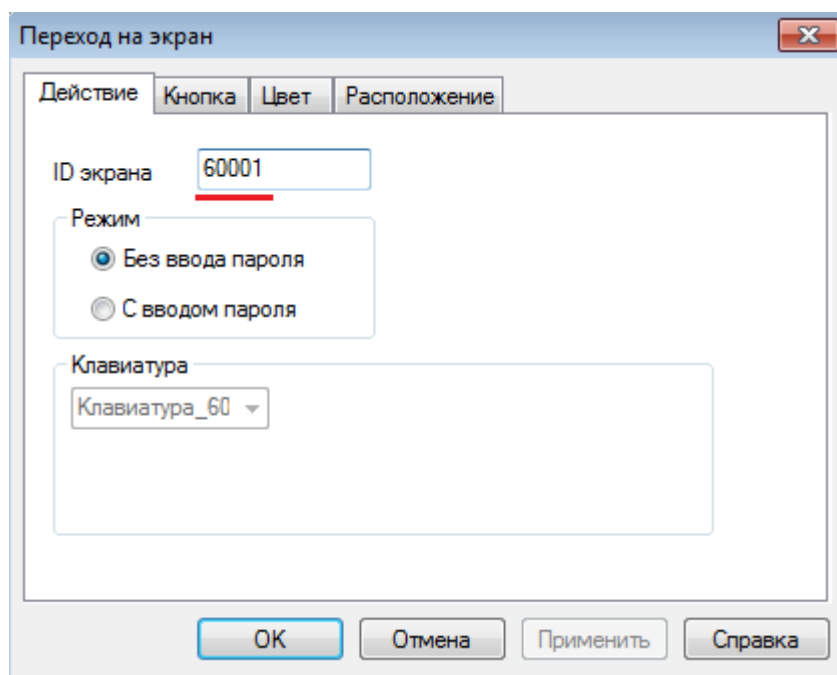 Переход на экран
Действие Кнопка Цвет Расположение
ID экрана 60001
Режим
Без ввода пароля
С вводом пароля
Клавиатура
Клавиатура_60
OK Отмена Применить Справка